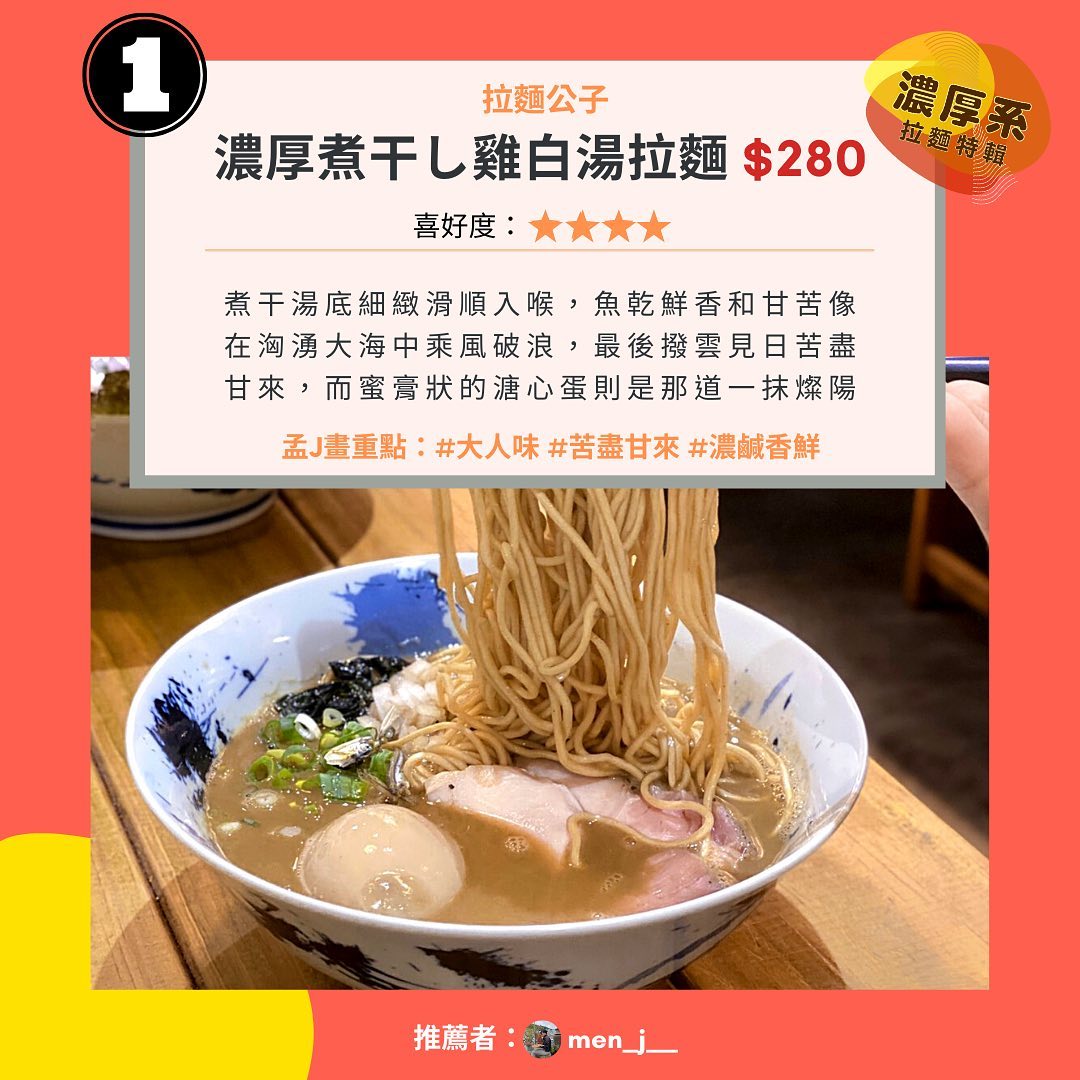 1
濃厚系
拉麵特輯
拉麵公子
濃厚煮干し雞白湯拉麵 $280
喜好度：★★★★
煮干湯底細緻滑順入喉，魚乾鮮香和甘苦像
在洶湧大海中乘風破浪，最後撥雲見日苦盡
甘來，而蜜膏狀的溏心蛋則是那道一抹燦陽
孟J畫重點：#大人味 #苦盡甘來 #濃鹹香鮮
推薦者： men_j__